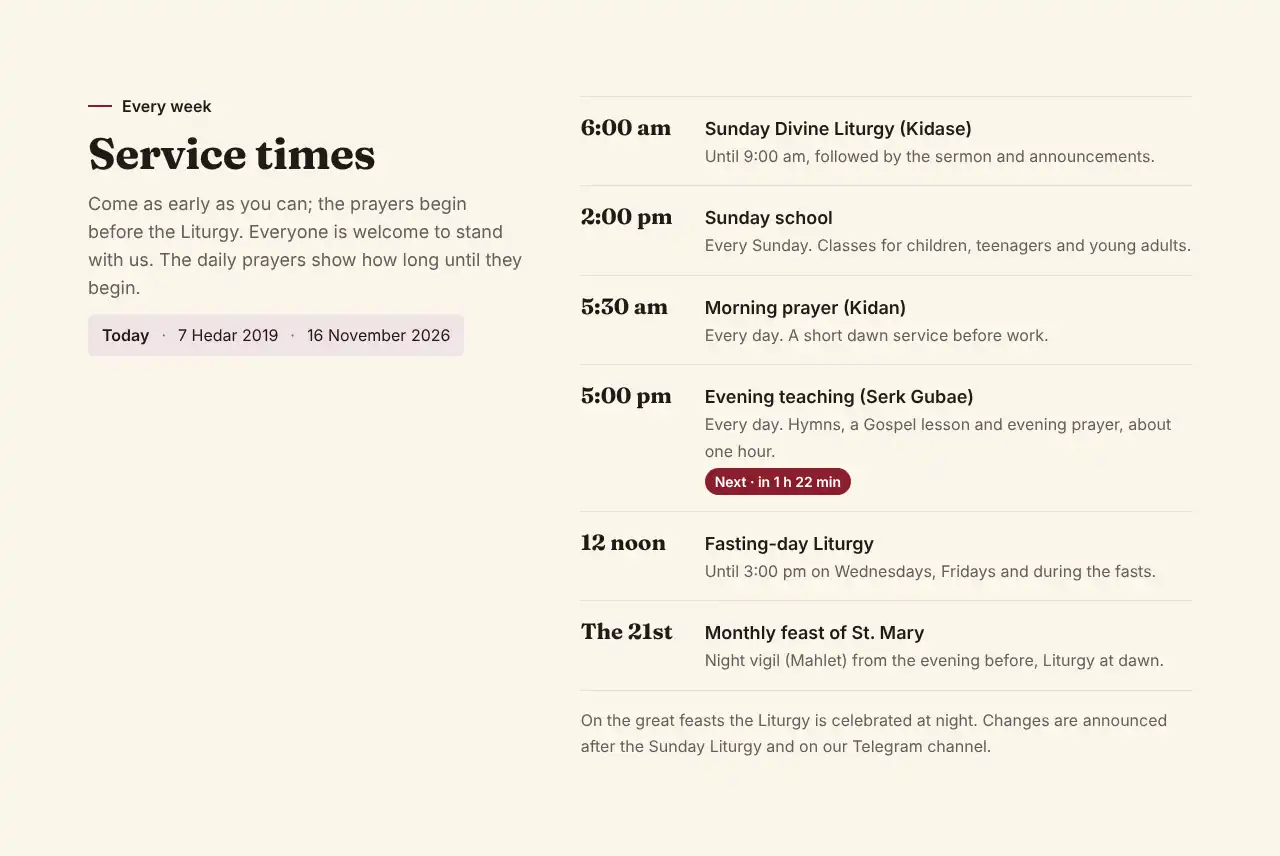 Every week
Service times
Come as early as you can; the prayers begin
before the Liturgy. Everyone is welcome to stand
with us. The daily prayers show how long until they
begin.
Today · 7 Hedar 2019 · 16 November 2026
6:00 am Sunday Divine Liturgy (Kidase)
Until 9:00 am, followed by the sermon and announcements.
2:00 pm Sunday school
Every Sunday. Classes for children, teenagers and young adults.
5:30 am Morning prayer (Kidan)
Every day. A short dawn service before work.
5:00 pm Evening teaching (Serk Gubae)
Every day. Hymns, a Gospel lesson and evening prayer, about
one hour.
Next · in 1 h 22 min
12 noon Fasting-day Liturgy
Until 3:00 pm on Wednesdays, Fridays and during the fasts.
The 21st Monthly feast of St. Mary
Night vigil (Mahlet) from the evening before, Liturgy at dawn.
On the great feasts the Liturgy is celebrated at night. Changes are announced
after the Sunday Liturgy and on our Telegram channel.